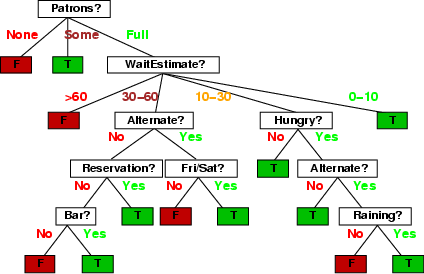 Patrons?
None Some Full
F T WaitEstimate?
>60 30–60 10–30 0–10
F Alternate? Hungry? T
No Yes No Yes
Reservation? Fri/Sat? T Alternate?
No Yes No Yes No Yes
Bar? T F T T Raining?
No Yes No Yes
F T F T